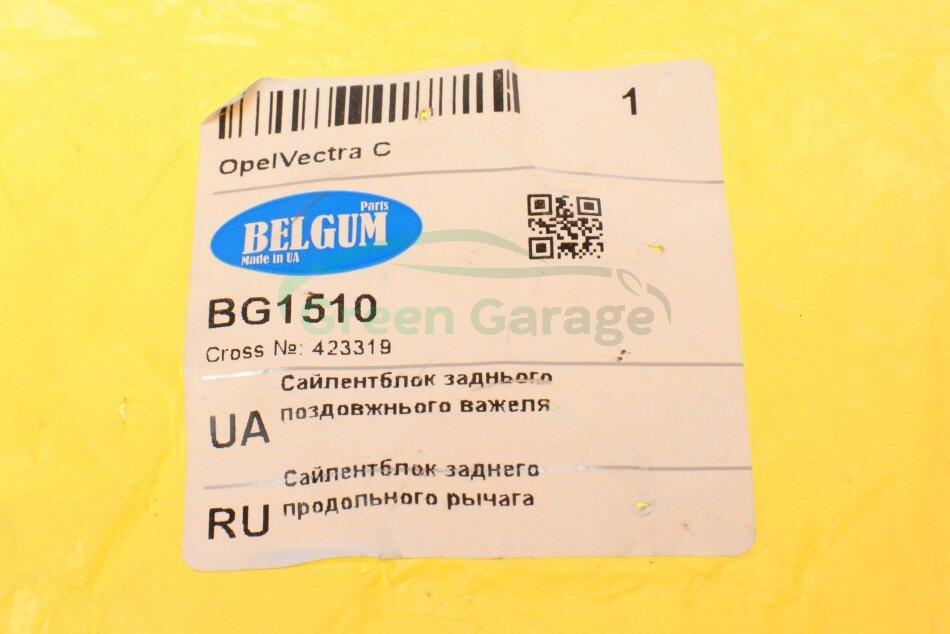 1
OpelVectra C
Parts
BELGUM
Made in UA
BG1510
Green Garage
Cross №: 423319
UA
Сайлентблок заднього
поздовжнього важеля
RU
Сайлентблок заднего
продольного рычага